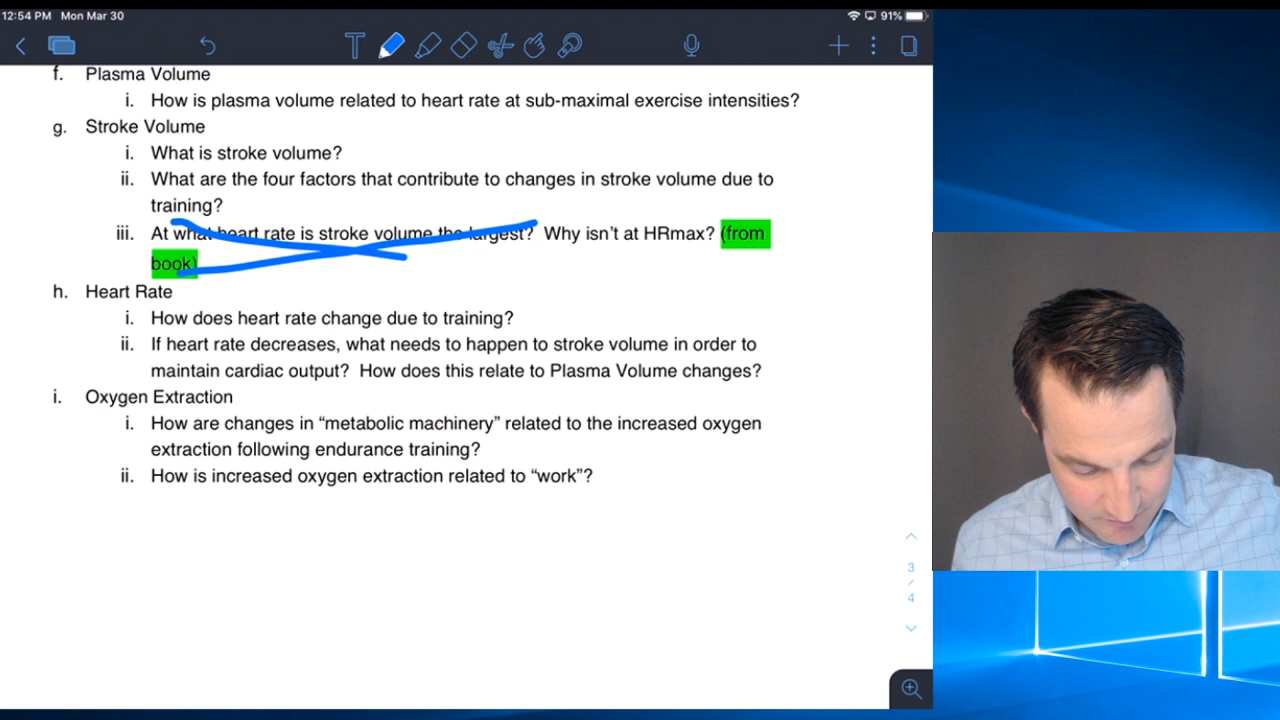 12:54 PM Mon Mar 30 91%
T
f. Plasma Volume
i. How is plasma volume related to heart rate at sub-maximal exercise intensities?
g. Stroke Volume
i. What is stroke volume?
ii. What are the four factors that contribute to changes in stroke volume due to
training?
iii. At what heart rate is stroke volume the largest? Why isn't at HRmax? (from
book)
h. Heart Rate
i. How does heart rate change due to training?
ii. If heart rate decreases, what needs to happen to stroke volume in order to
maintain cardiac output? How does this relate to Plasma Volume changes?
i. Oxygen Extraction
i. How are changes in “metabolic machinery” related to the increased oxygen
extraction following endurance training?
ii. How is increased oxygen extraction related to “work”?
3
/
4